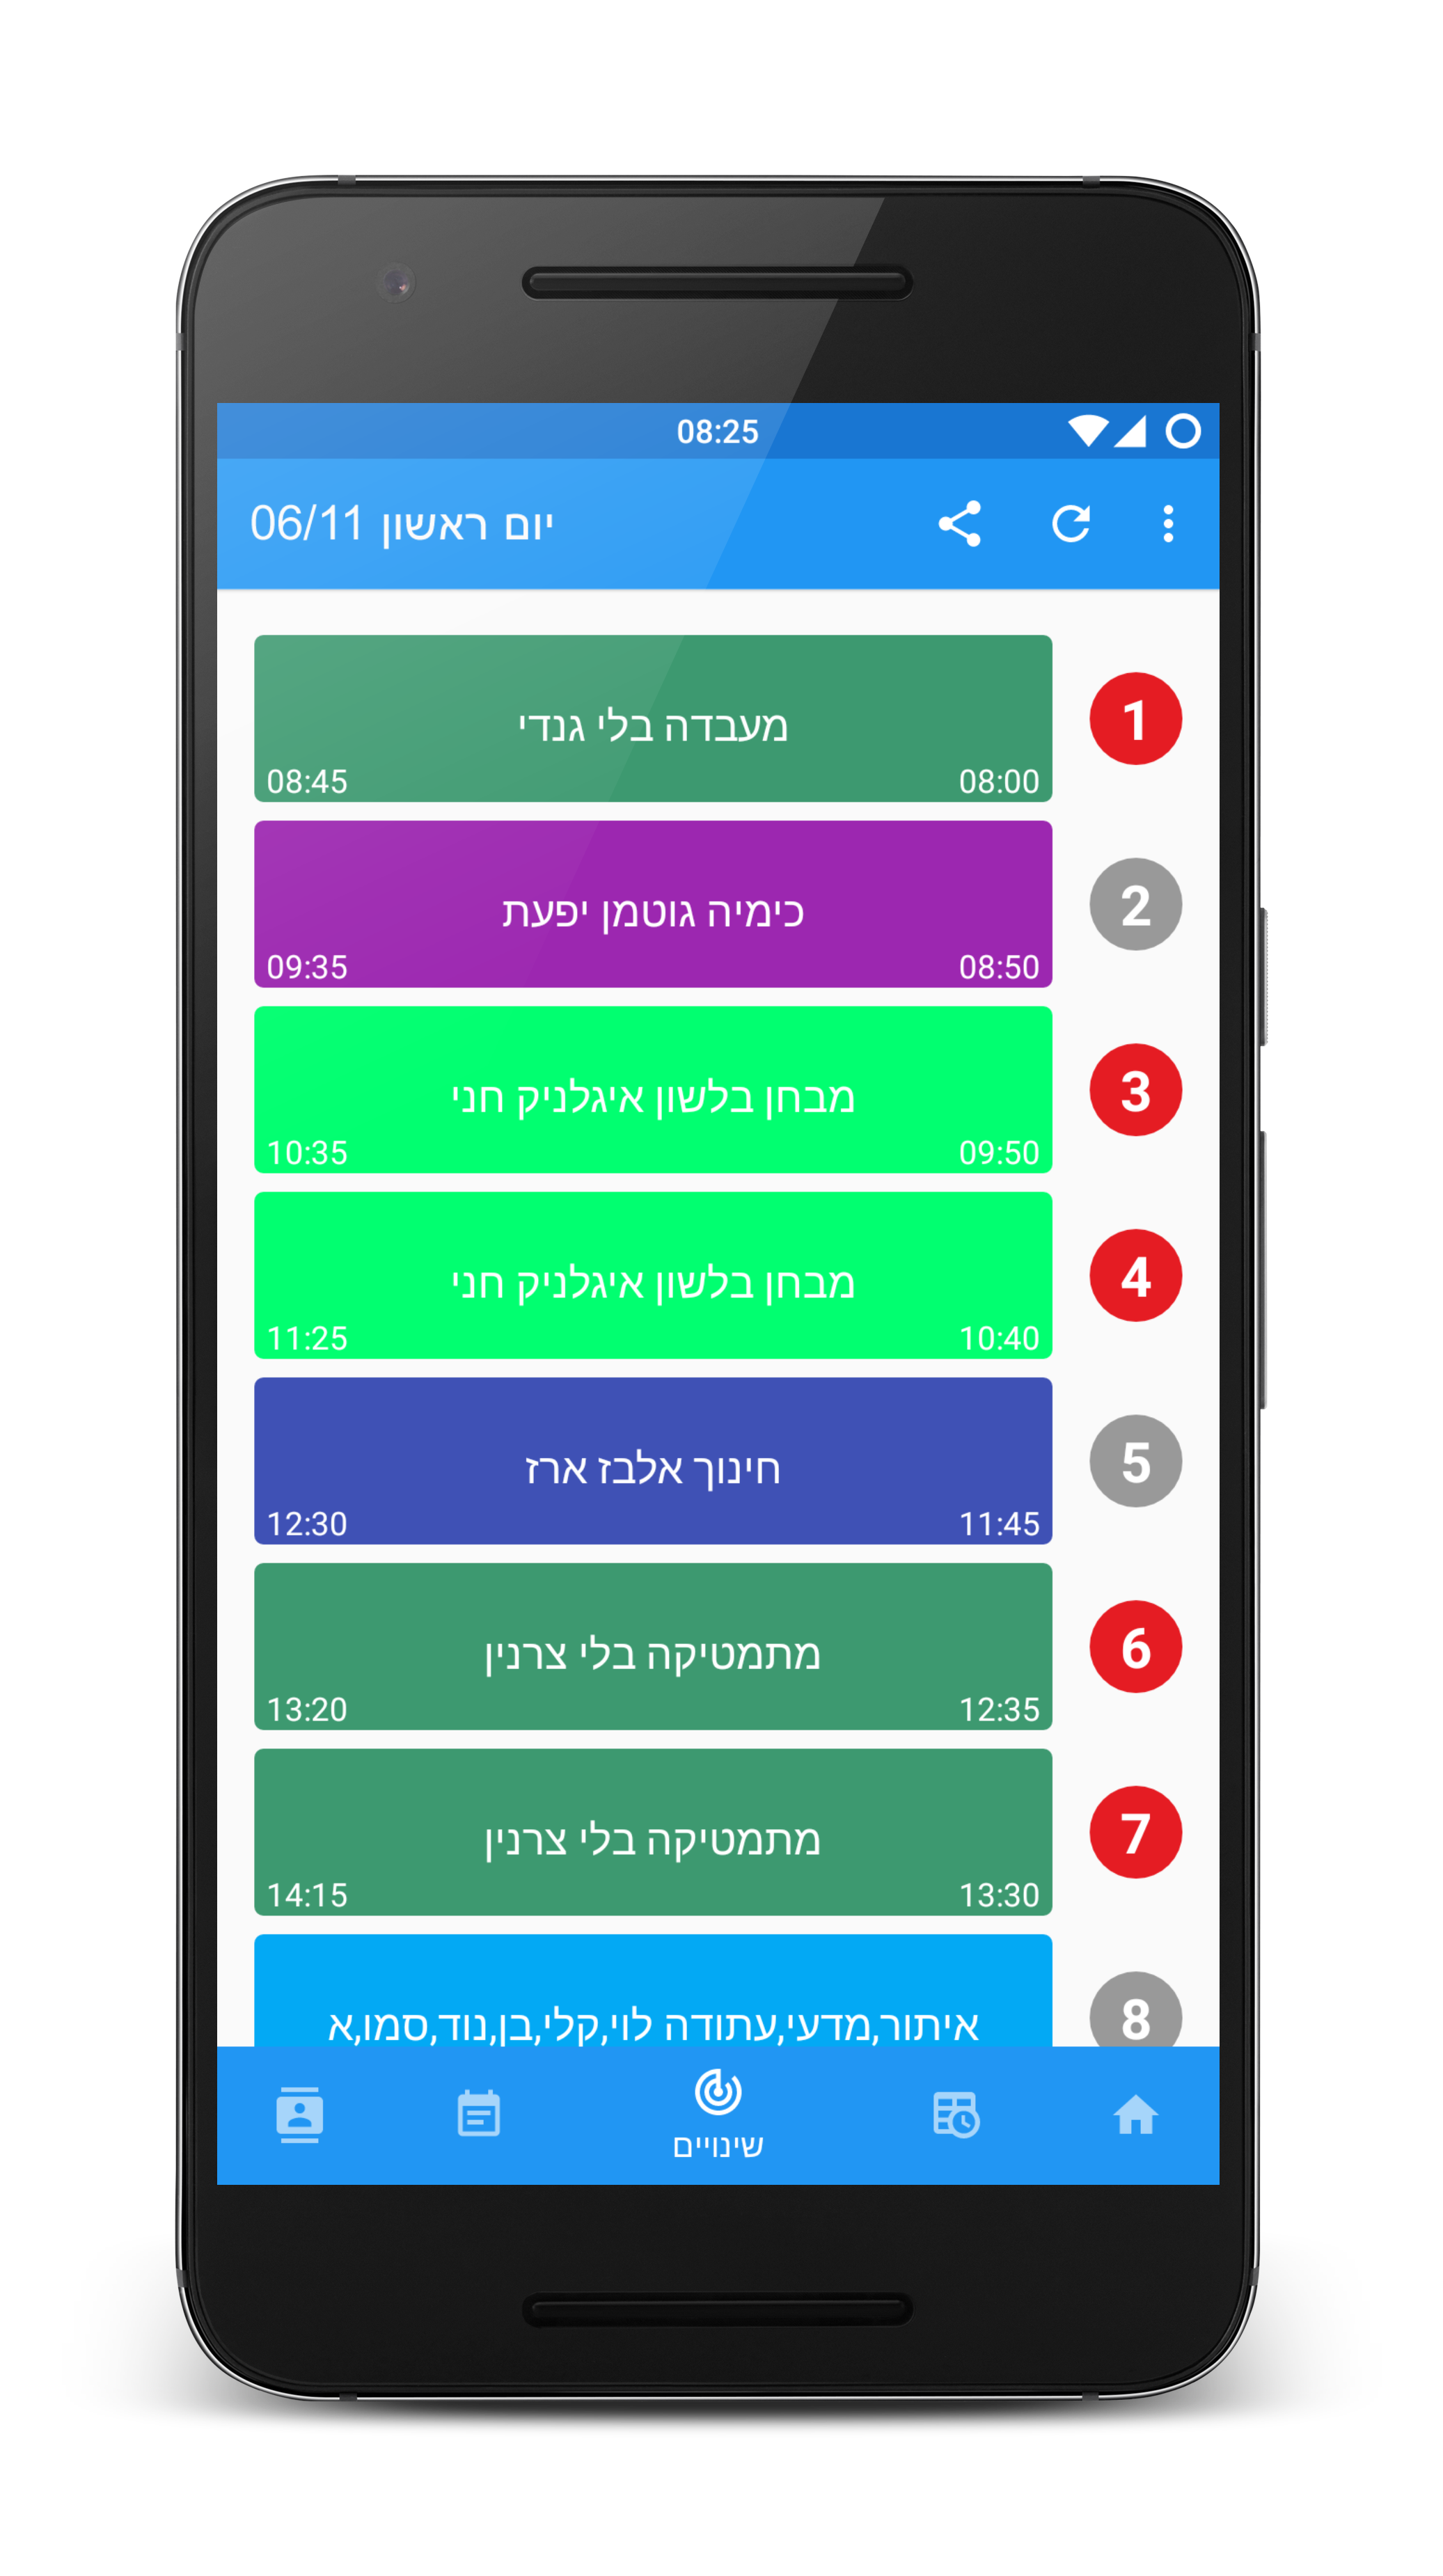 08:25
יום ראשון 06/11
1
מעבדה בלי גנדי
08:00 08:45
2
כימיה גוטמן יפעת
08:50 09:35
3
מבחן בלשון איגלניק חני
09:50 10:35
4
מבחן בלשון איגלניק חני
10:40 11:25
5
חינוך אלבז ארז
11:45 12:30
6
מתמטיקה בלי צרנין
12:35 13:20
7
מתמטיקה בלי צרנין
13:30 14:15
8
איתור,מדעי,עתודה לוי,קלי,בן,נוד,סמו,א
שינויים